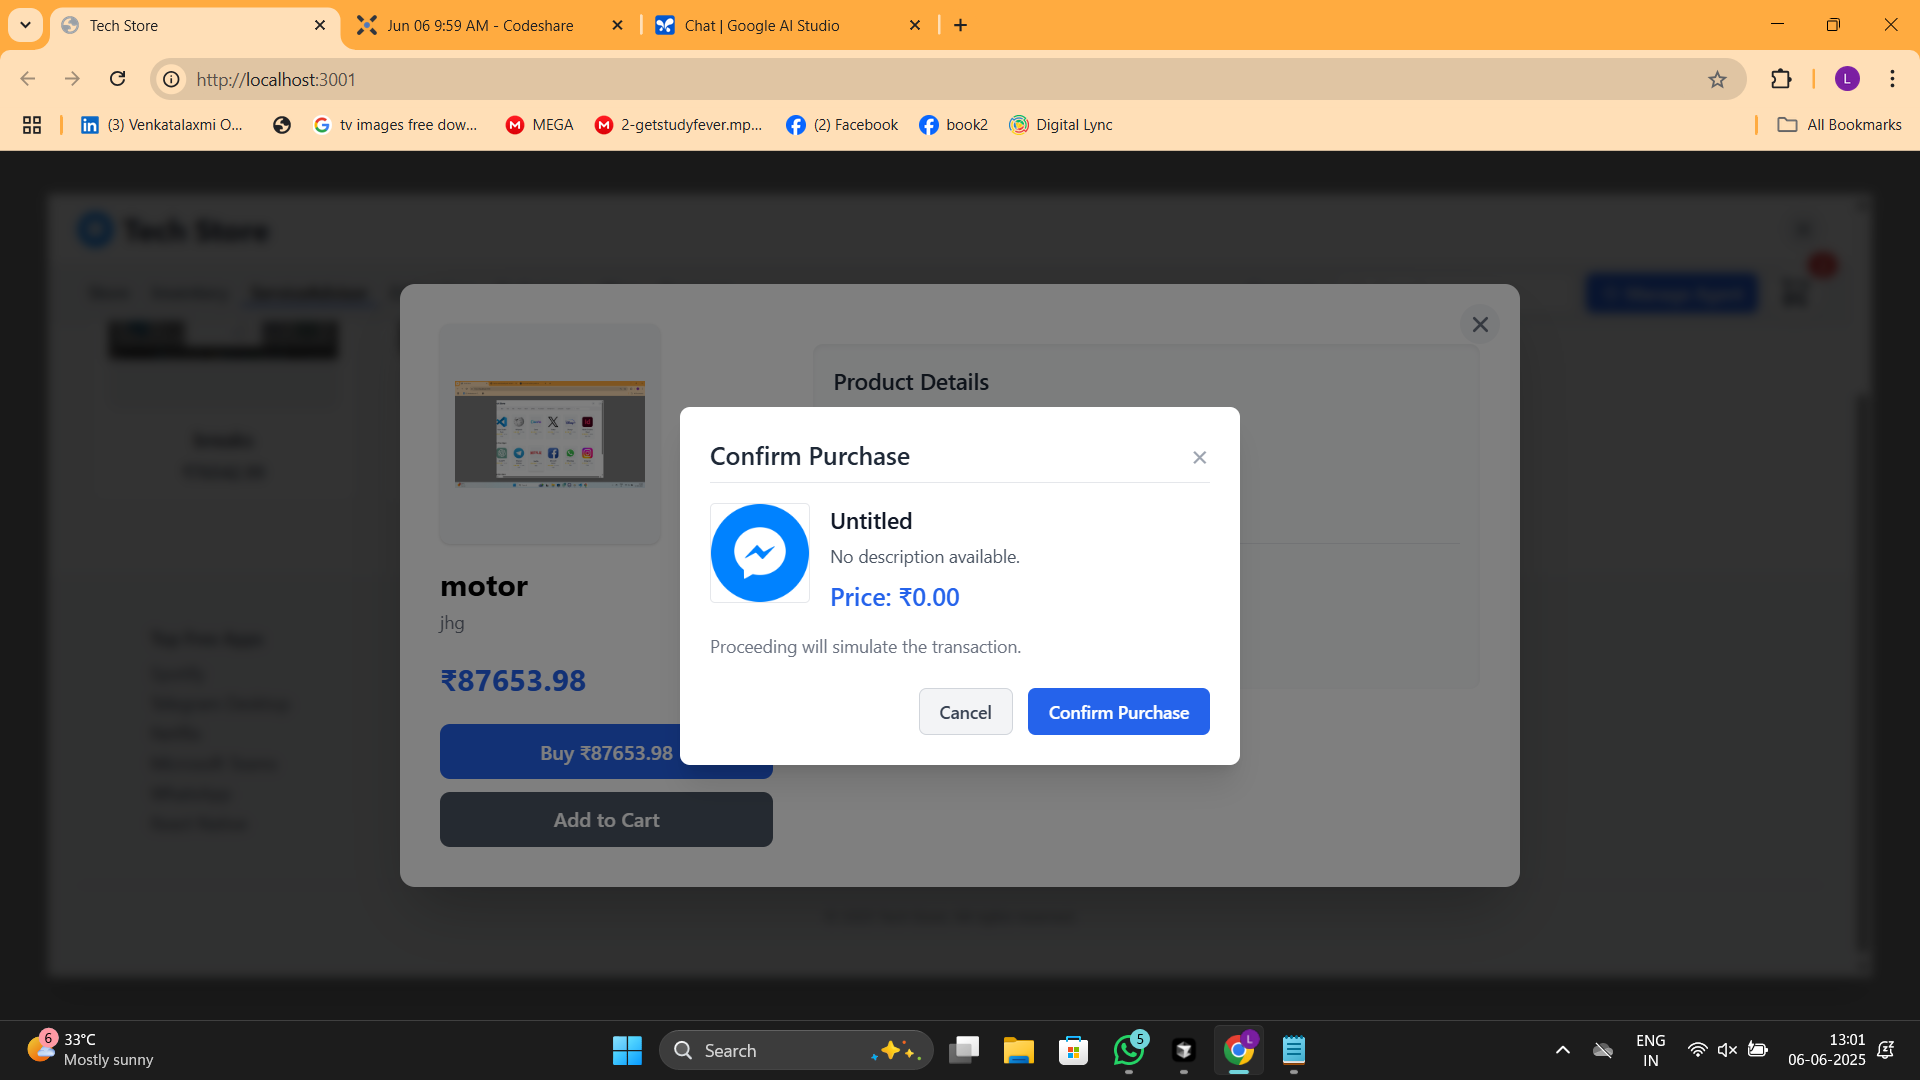 Tech Store
Jun 06 9:59 AM - Codeshare
Chat | Google AI Studio
http://localhost:3001
L
(3) Venkatalaxmi O...
tv images free dow...
MEGA
2-getstudyfever.mp...
(2) Facebook
book2
Digital Lync
All Bookmarks
Tech Store
Product Details
Confirm Purchase
Untitled
No description available.
Price: ₹0.00
Proceeding will simulate the transaction.
Cancel
Confirm Purchase
motor
jhg
₹87653.98
Buy ₹87653.98
Add to Cart
6
33°C
Mostly sunny
Search
5
L
ENG
IN
13:01
06-06-2025